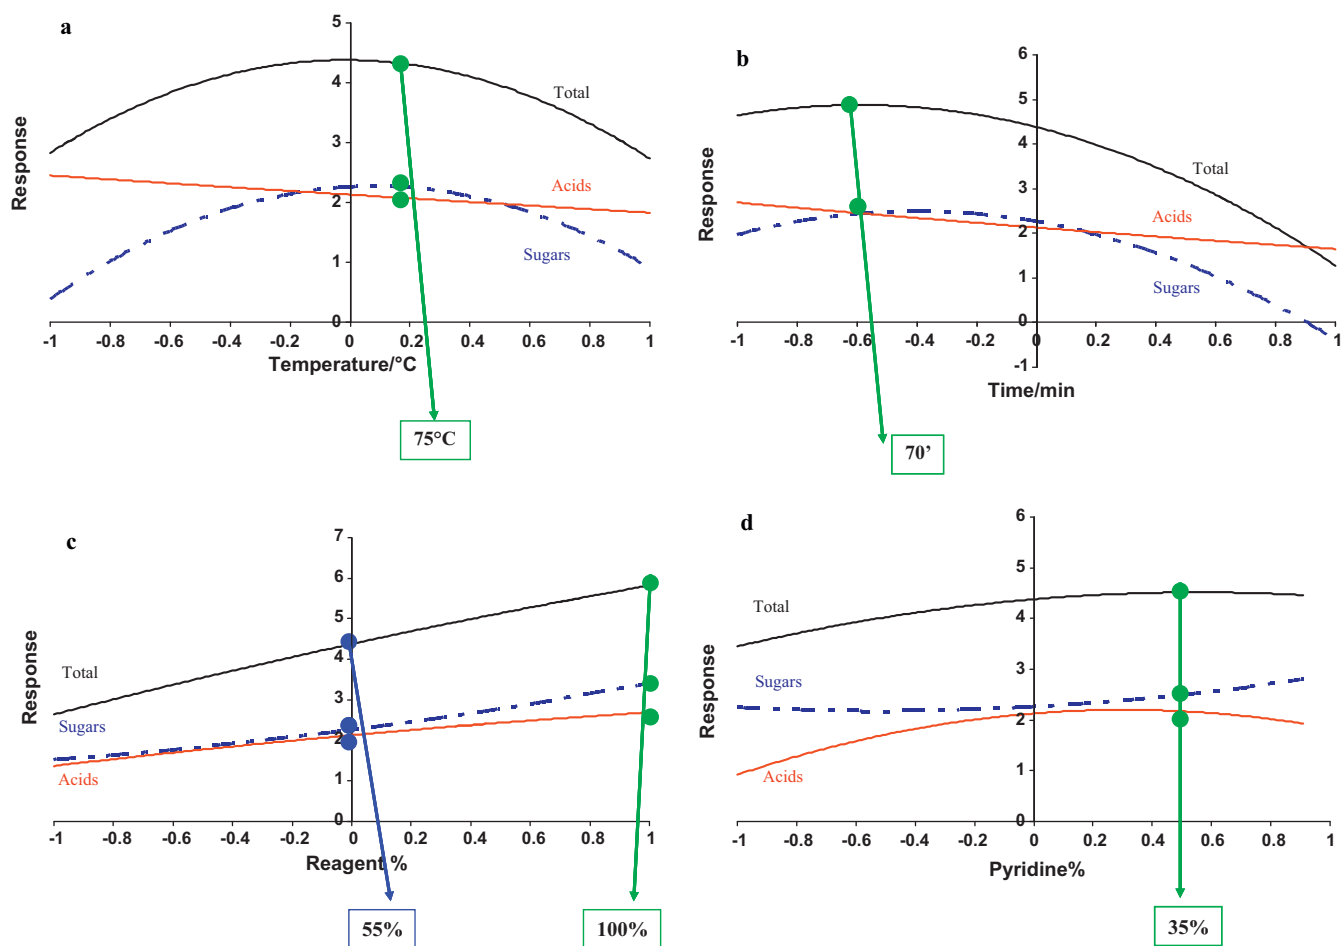 a
5
4
3
2
1
0
Response
Total
Acids
Sugars
-1 -0.8 -0.6 -0.4 -0.2 0 0.2 0.4 0.6 0.8 1
Temperature/°C
75°C
b
6
5
4
3
2
1
0
-1
Response
Total
Acids
Sugars
-1 -0.8 -0.6 -0.4 -0.2 0 0.2 0.4 0.6 0.8 1
Time/min
70’
c
7
6
5
4
3
2
1
0
Response
Total
Sugars
Acids
-1 -0.8 -0.6 -0.4 -0.2 0 0.2 0.4 0.6 0.8 1
Reagent %
55%
100%
d
6
5
4
3
2
1
0
Response
Total
Sugars
Acids
-1 -0.8 -0.6 -0.4 -0.2 0 0.2 0.4 0.6 0.8 1
Pyridine%
35%